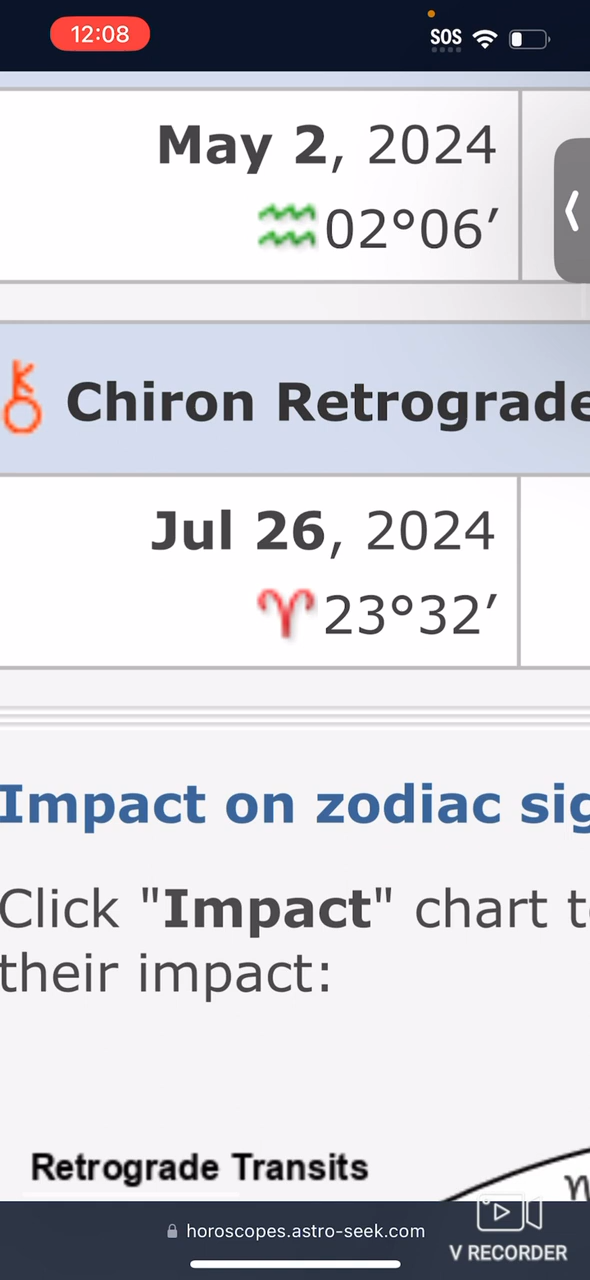 12:08
SOS
May 2, 2024
♒02°06′
Chiron Retrograde
Jul 26, 2024
♈23°32′
Impact on zodiac sig
Click "Impact" chart t
their impact:
Retrograde Transits
horoscopes.astro-seek.com
V RECORDER